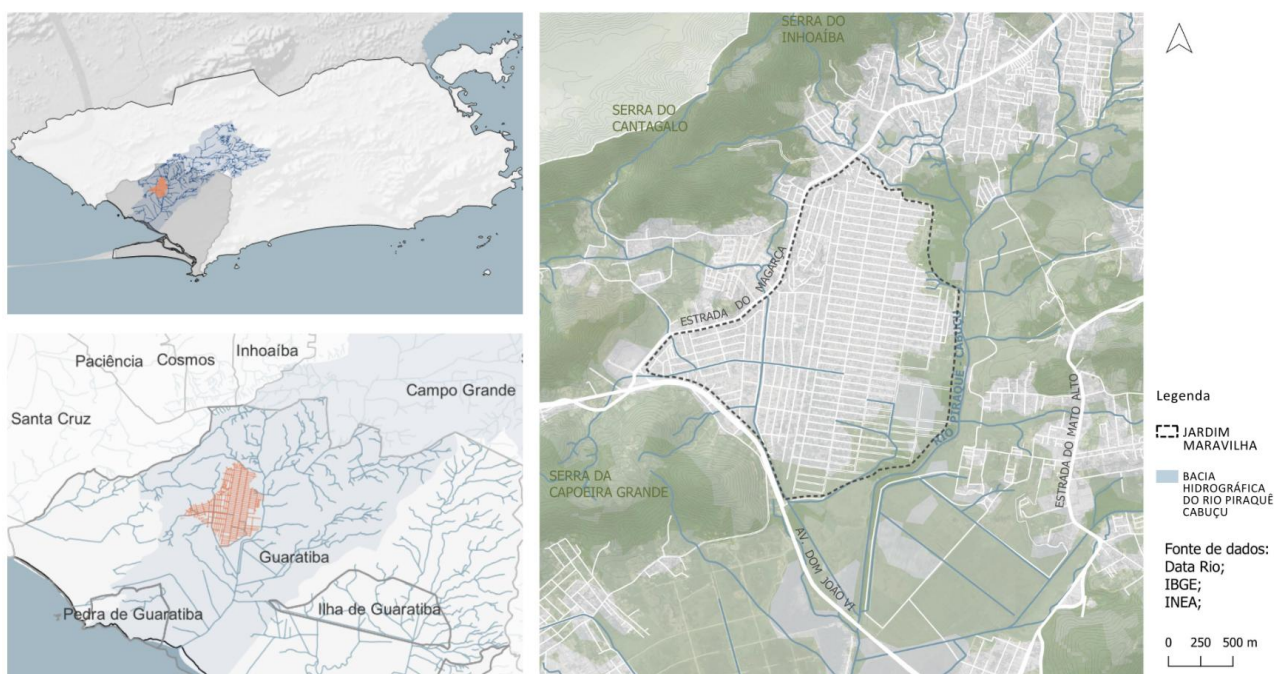 Paciência
Cosmos
Inhoaíba
Campo Grande
Santa Cruz
Guaratiba
Pedra de Guaratiba
Ilha de Guaratiba
SERRA DO
INHOAÍBA
SERRA DO
CANTAGALO
ESTRADA DO MAGARÇA
RIO PIRAQUE CABUÇU
ESTRADA DO MATO ALTO
SERRA DA
CAPOEIRA GRANDE
AV. DOM JOÃO VI
Legenda
JARDIM
MARAVILHA
BACIA
HIDROGRÁFICA
DO RIO PIRAQUÊ
CABUÇU
Fonte de dados:
Data Rio;
IBGE;
INEA;
0 250 500 m